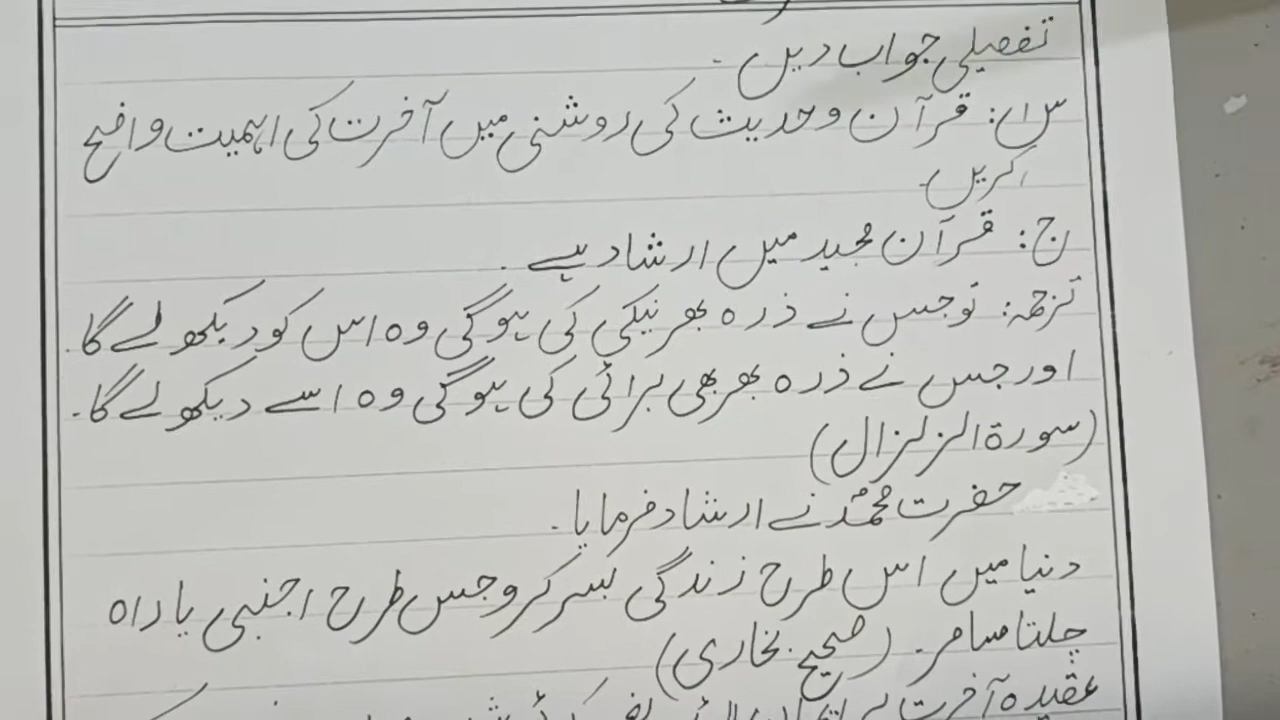 تفصیلی جواب دیں۔
س ۱: قرآن و حدیث کی روشنی میں آخرت کی اہمیت واضح
کریں۔
ج: قرآن مجید میں ارشاد ہے۔
ترجمہ: تو جس نے ذرہ بھر نیکی کی ہوگی وہ اس کو دیکھ لے گا۔
اور جس نے ذرہ بھر بھی برائی کی ہوگی وہ اسے دیکھ لے گا۔
(سورۃ الزلزال)
حضرت محمدؐ نے ارشاد فرمایا۔
دنیا میں اس طرح زندگی بسر کرو جس طرح اجنبی یا راہ
چلتا مسافر۔ (صحیح بخاری)
عقیدہ آخرت پر